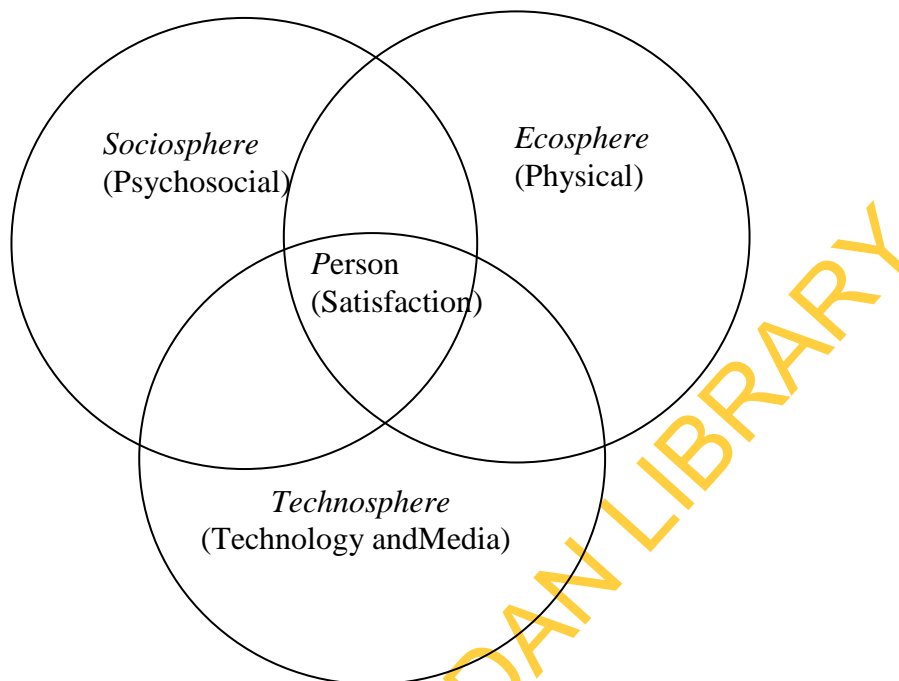 Sociosphere
(Psychosocial)
Ecosphere
(Physical)
Person
(Satisfaction)
Technosphere
(Technology andMedia)
DAN LIBRARY